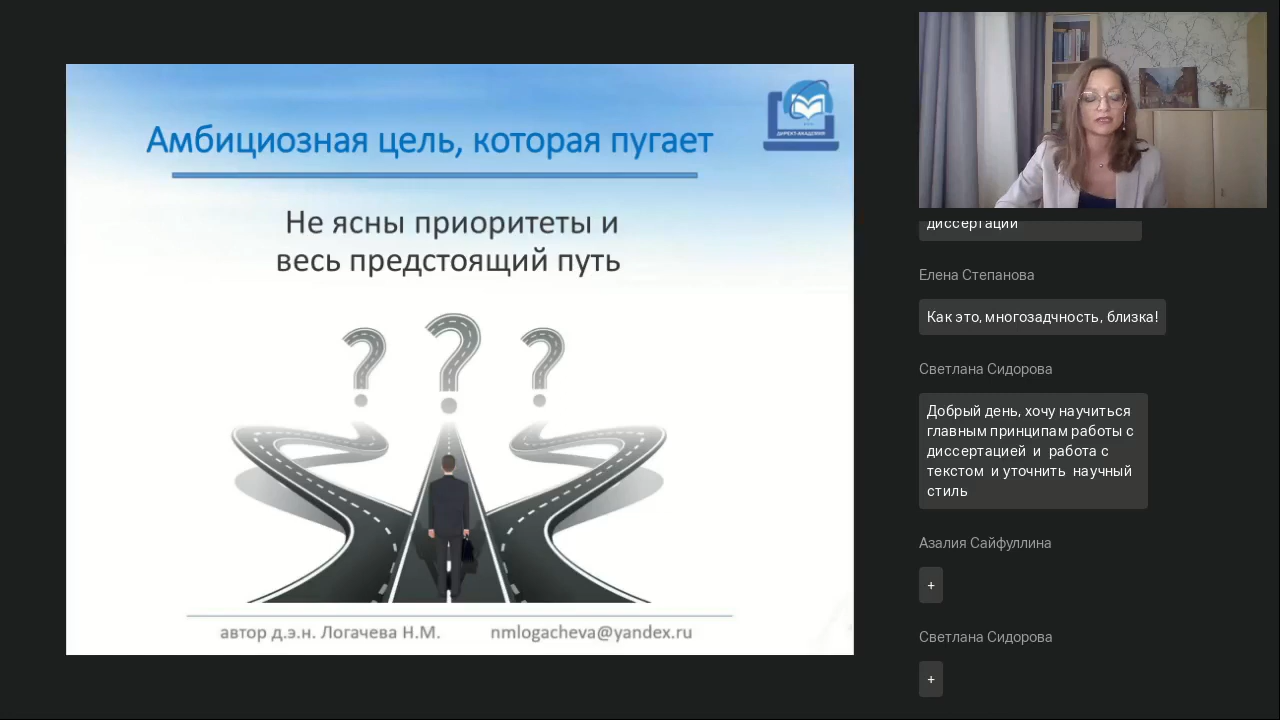 Амбициозная цель, которая пугает
ДИРЕКТ-АКАДЕМИЯ
Не ясны приоритеты и
весь предстоящий путь
автор д.э.н. Логачева Н.М.
nmlogacheva@yandex.ru
диссертации
Елена Степанова
Как это, многозадчность, близка!
Светлана Сидорова
Добрый день, хочу научиться
главным принципам работы с
диссертацией и работа с
текстом и уточнить научный
стиль
Азалия Сайфуллина
+
Светлана Сидорова
+